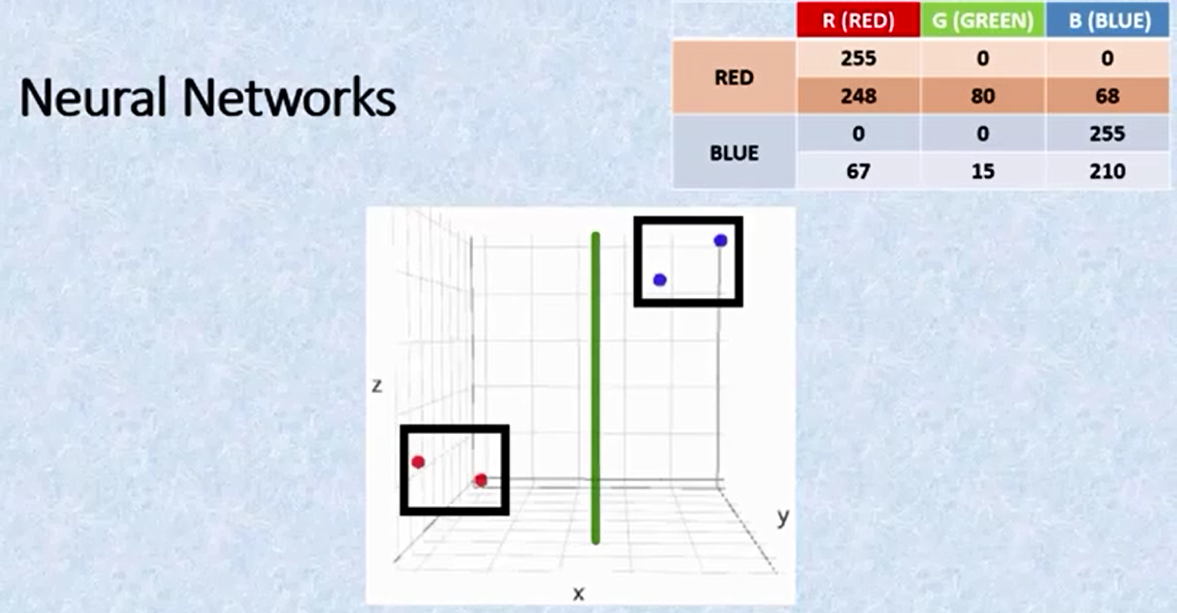 Neural Networks
R (RED) G (GREEN) B (BLUE)
RED
255 0 0
248 80 68
BLUE
0 0 255
67 15 210
z
y
x